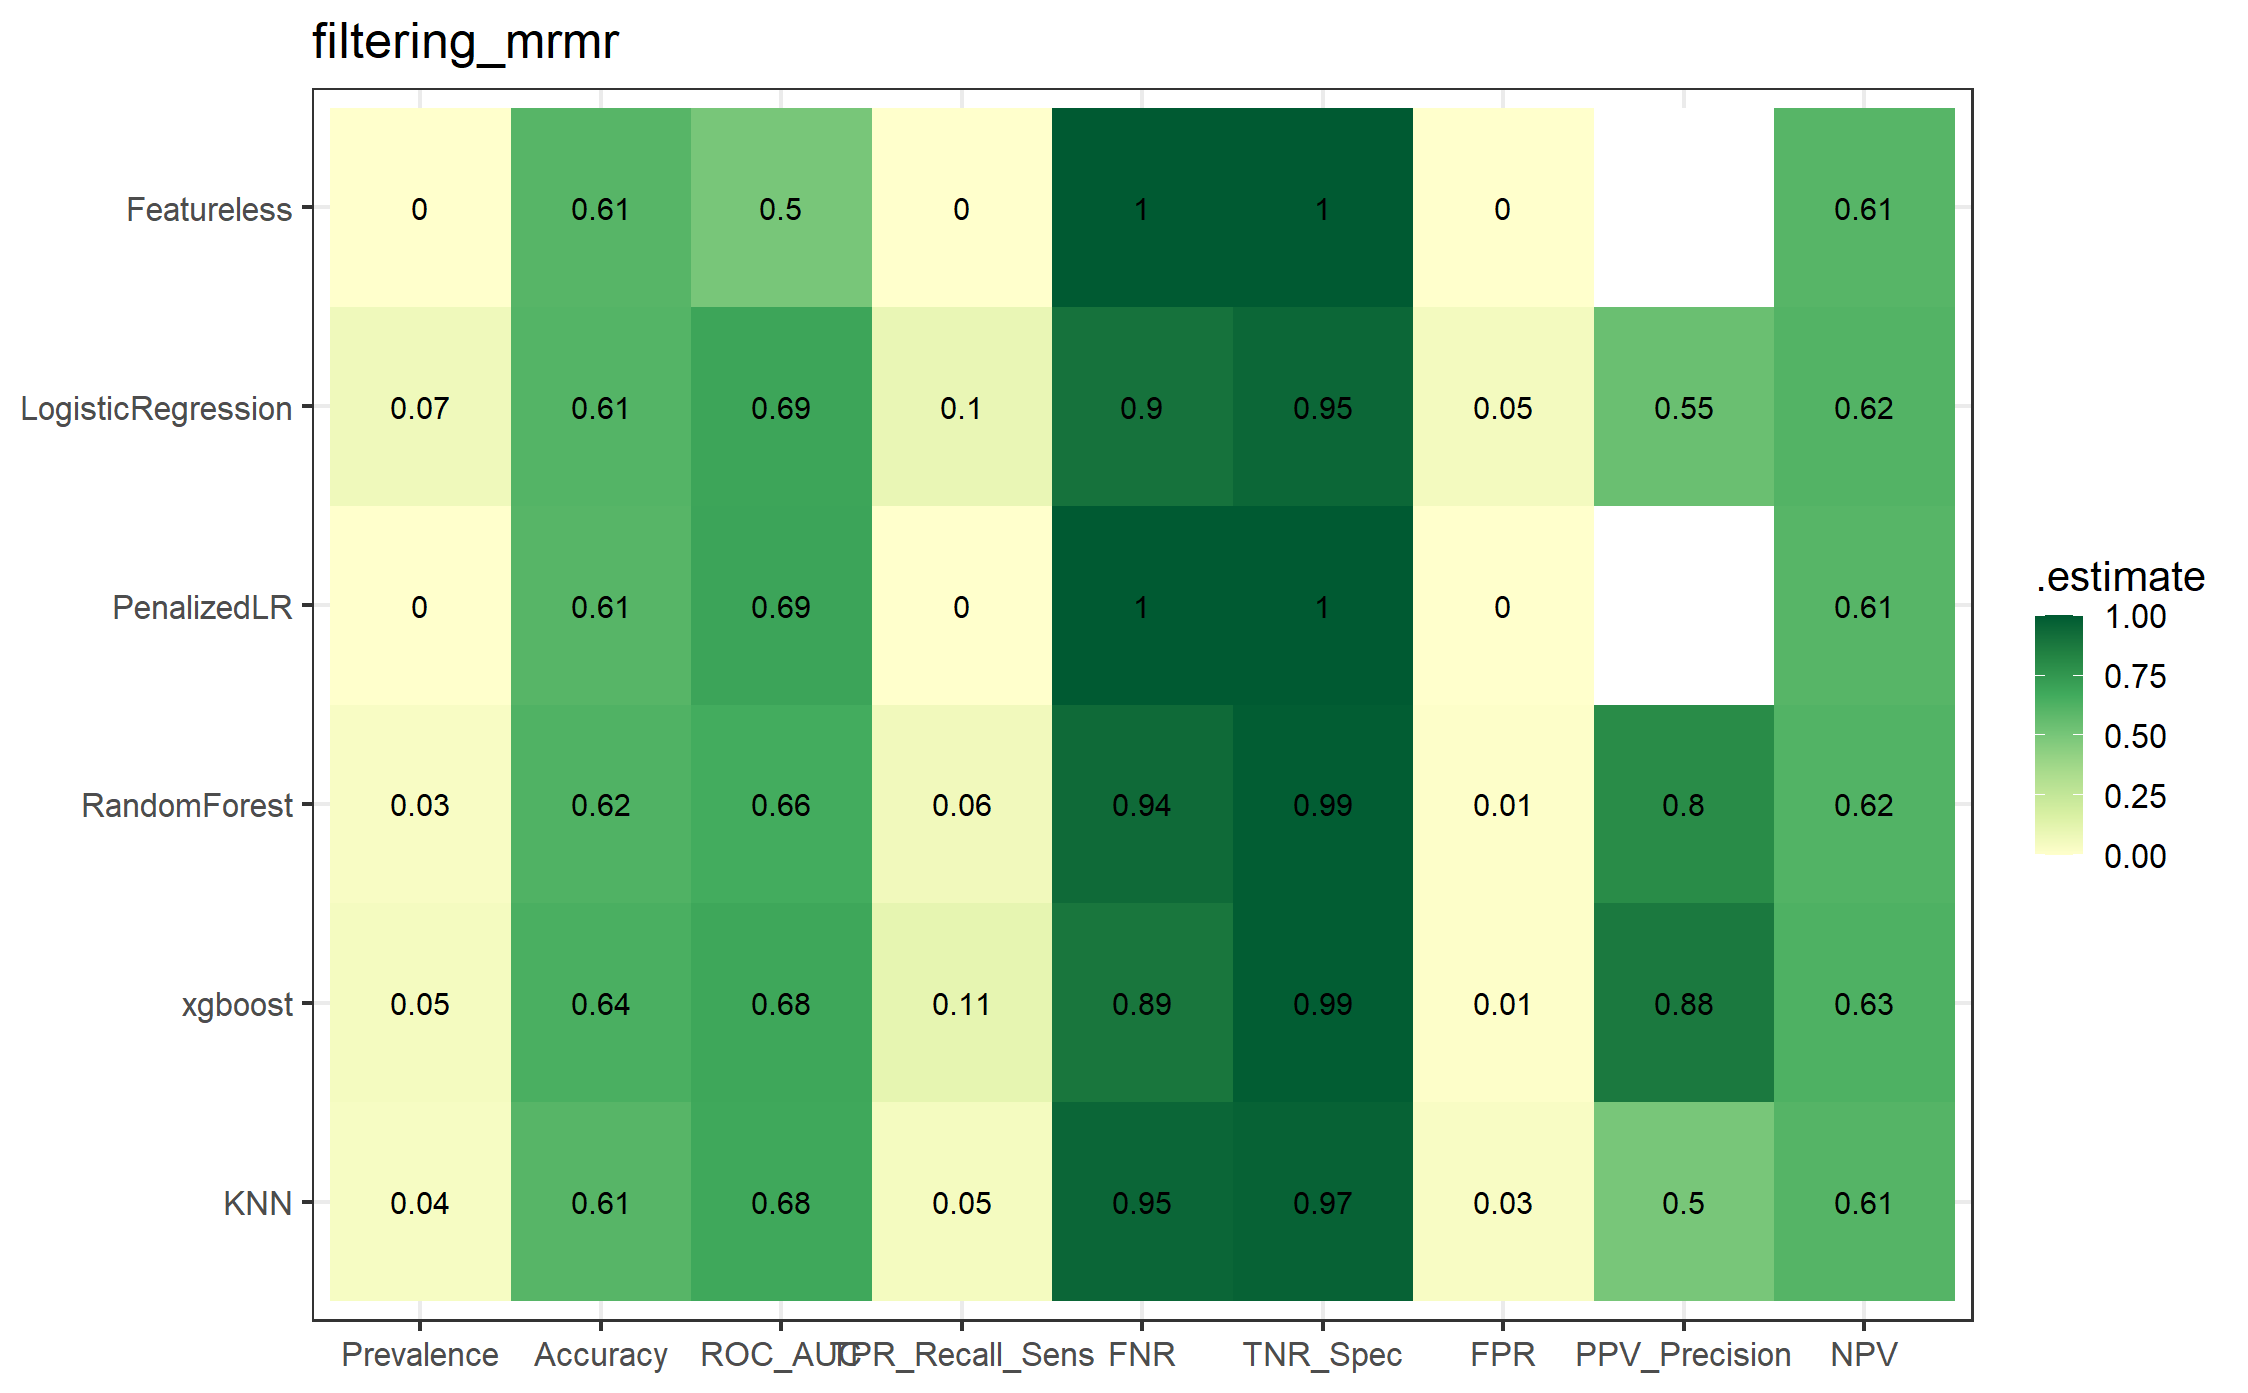 filtering_mrmr
Featureless 0 0.61 0.5 0 1 1 0 0.61
LogisticRegression 0.07 0.61 0.69 0.1 0.9 0.95 0.05 0.55 0.62
PenalizedLR 0 0.61 0.69 0 1 1 0 0.61
RandomForest 0.03 0.62 0.66 0.06 0.94 0.99 0.01 0.8 0.62
xgboost 0.05 0.64 0.68 0.11 0.89 0.99 0.01 0.88 0.63
KNN 0.04 0.61 0.68 0.05 0.95 0.97 0.03 0.5 0.61
Prevalence Accuracy ROC_AUC TPR_Recall_Sens FNR TNR_Spec FPR PPV_Precision NPV
.estimate
1.00
0.75
0.50
0.25
0.00